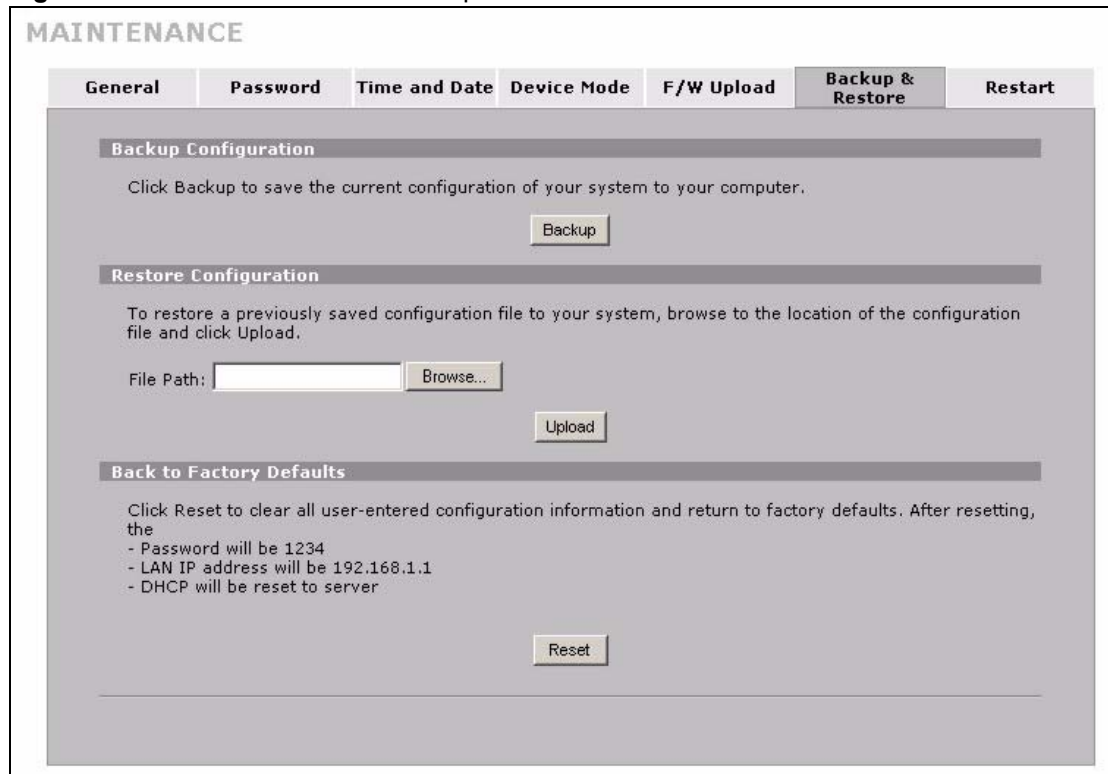 MAINTENANCE
General Password Time and Date Device Mode F/W Upload Backup & Restore Restart
Backup Configuration
Click Backup to save the current configuration of your system to your computer.
Backup
Restore Configuration
To restore a previously saved configuration file to your system, browse to the location of the configuration
file and click Upload.
File Path: Browse...
Upload
Back to Factory Defaults
Click Reset to clear all user-entered configuration information and return to factory defaults. After resetting,
the
- Password will be 1234
- LAN IP address will be 192.168.1.1
- DHCP will be reset to server
Reset